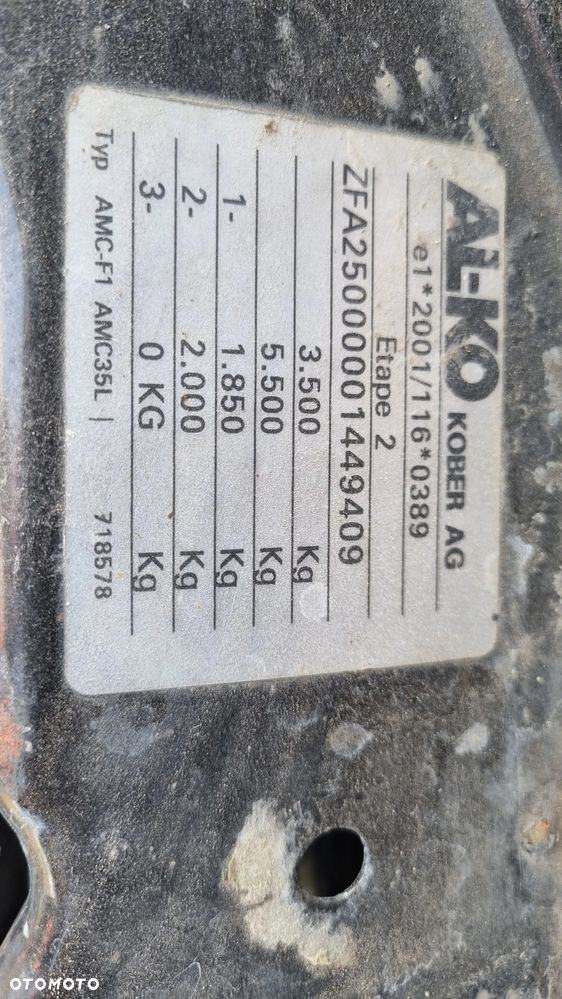 AL-KO KOBER AG
e1*2001/116*0389
Etape 2
ZFA25000001449409
3.500 Kg
5.500 Kg
1- 1.850 Kg
2- 2.000 Kg
3- 0 KG Kg
Typ AMC-F1 AMC35L | 718578
OTOMOTO